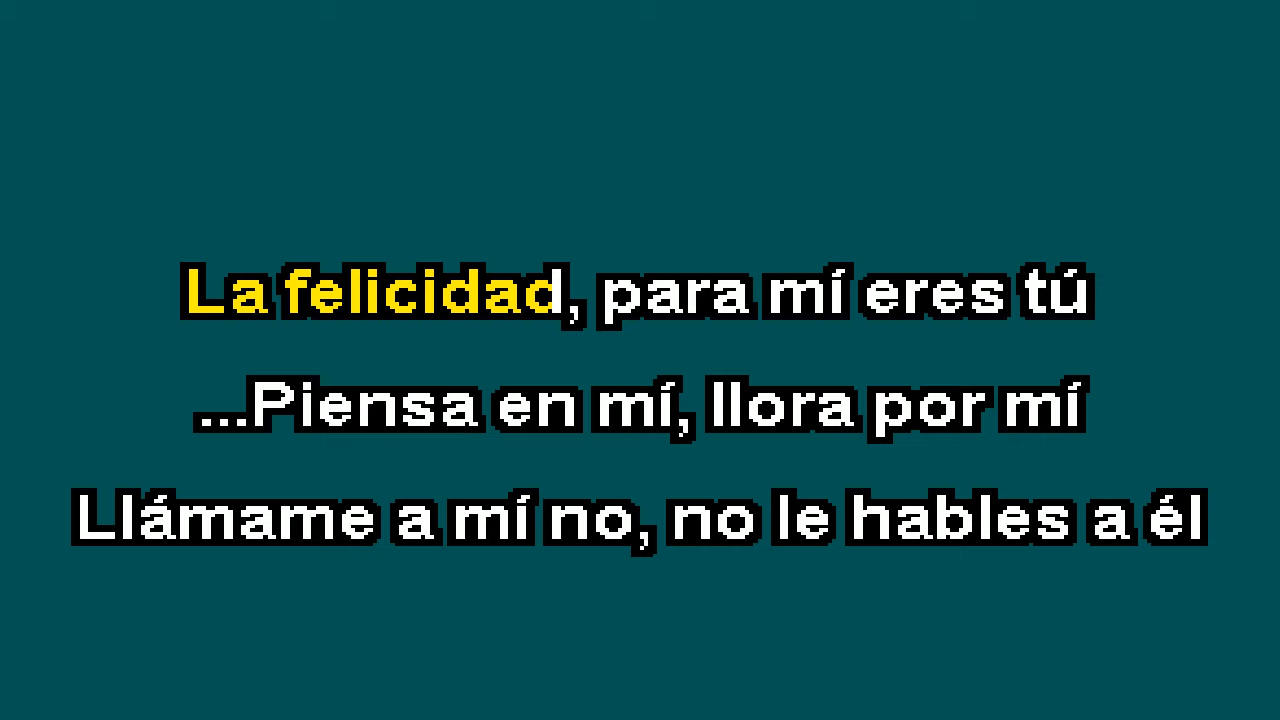 La felicidad, para mí eres tú
...Piensa en mí, llora por mí
Llámame a mí no, no le hables a él